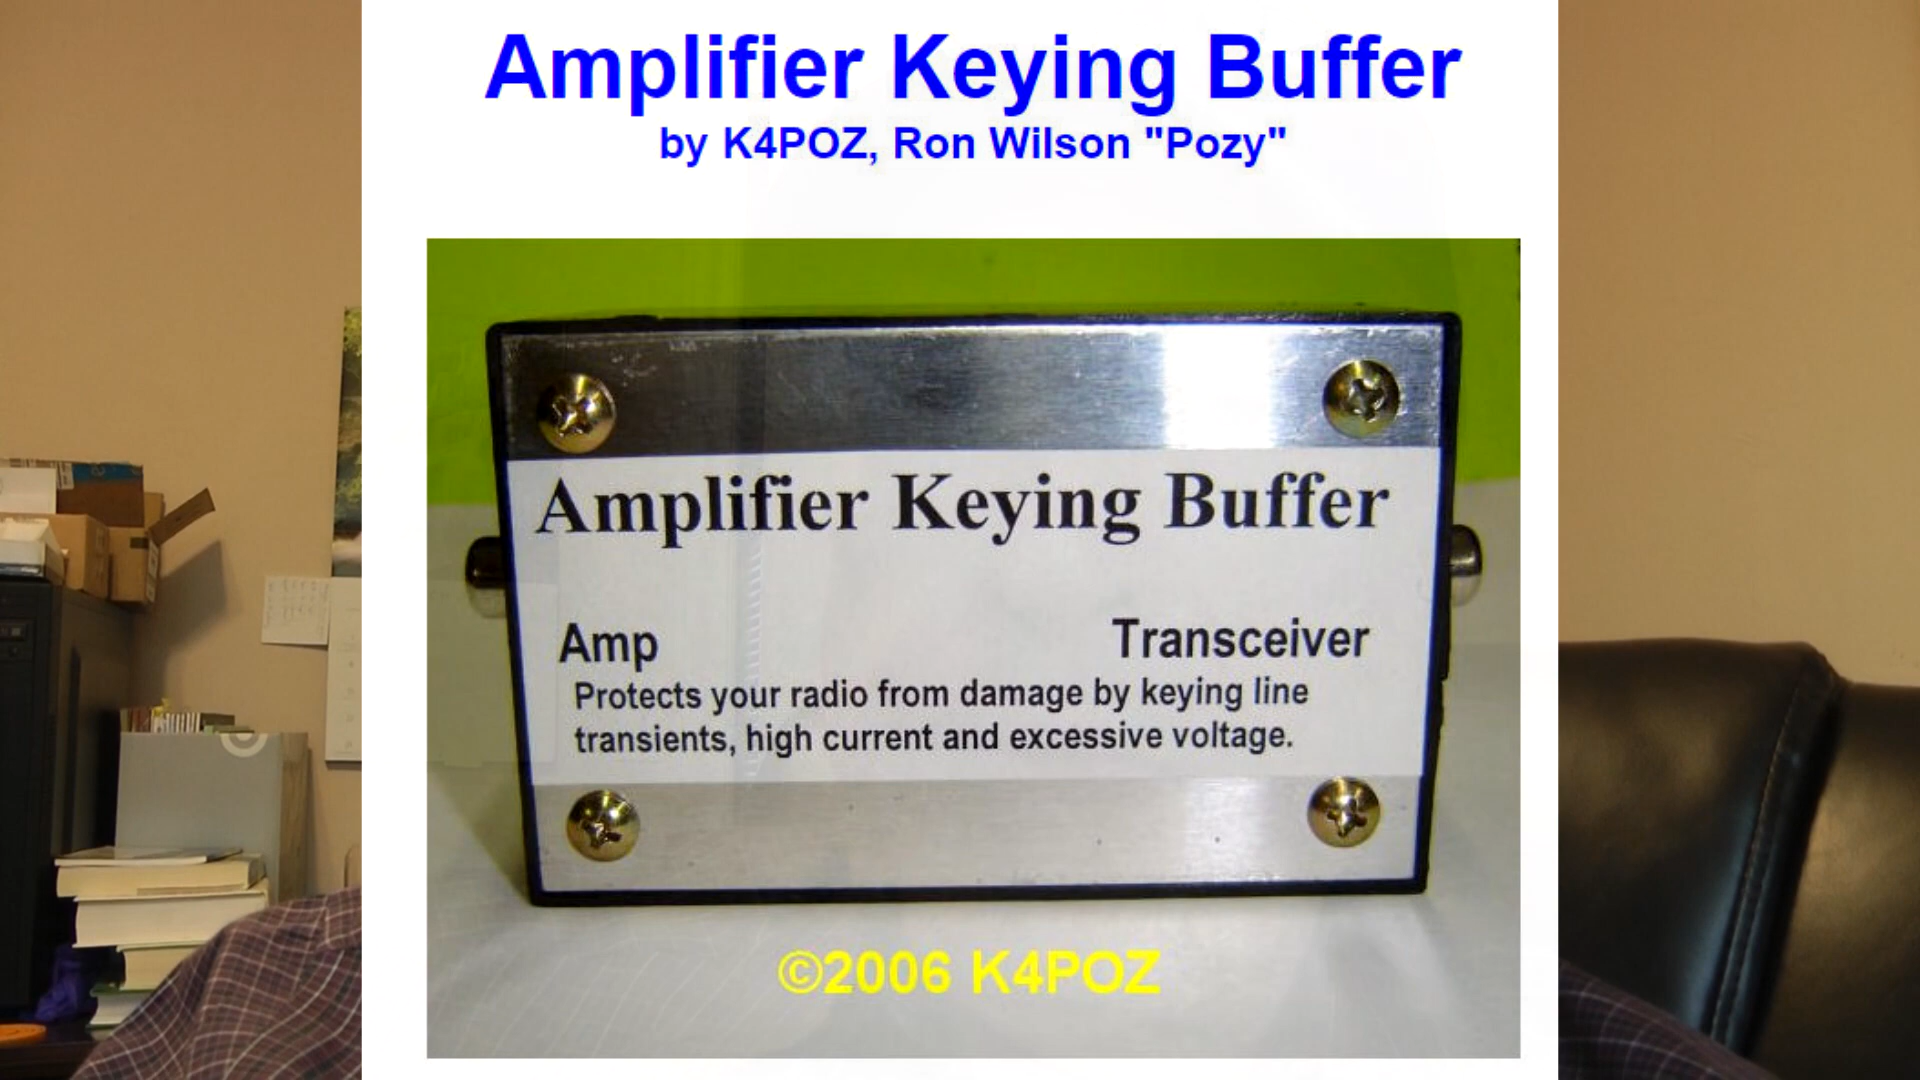 Amplifier Keying Buffer
by K4POZ, Ron Wilson "Pozy"
Amplifier Keying Buffer
Amp Transceiver
Protects your radio from damage by keying line
transients, high current and excessive voltage.
©2006 K4POZ